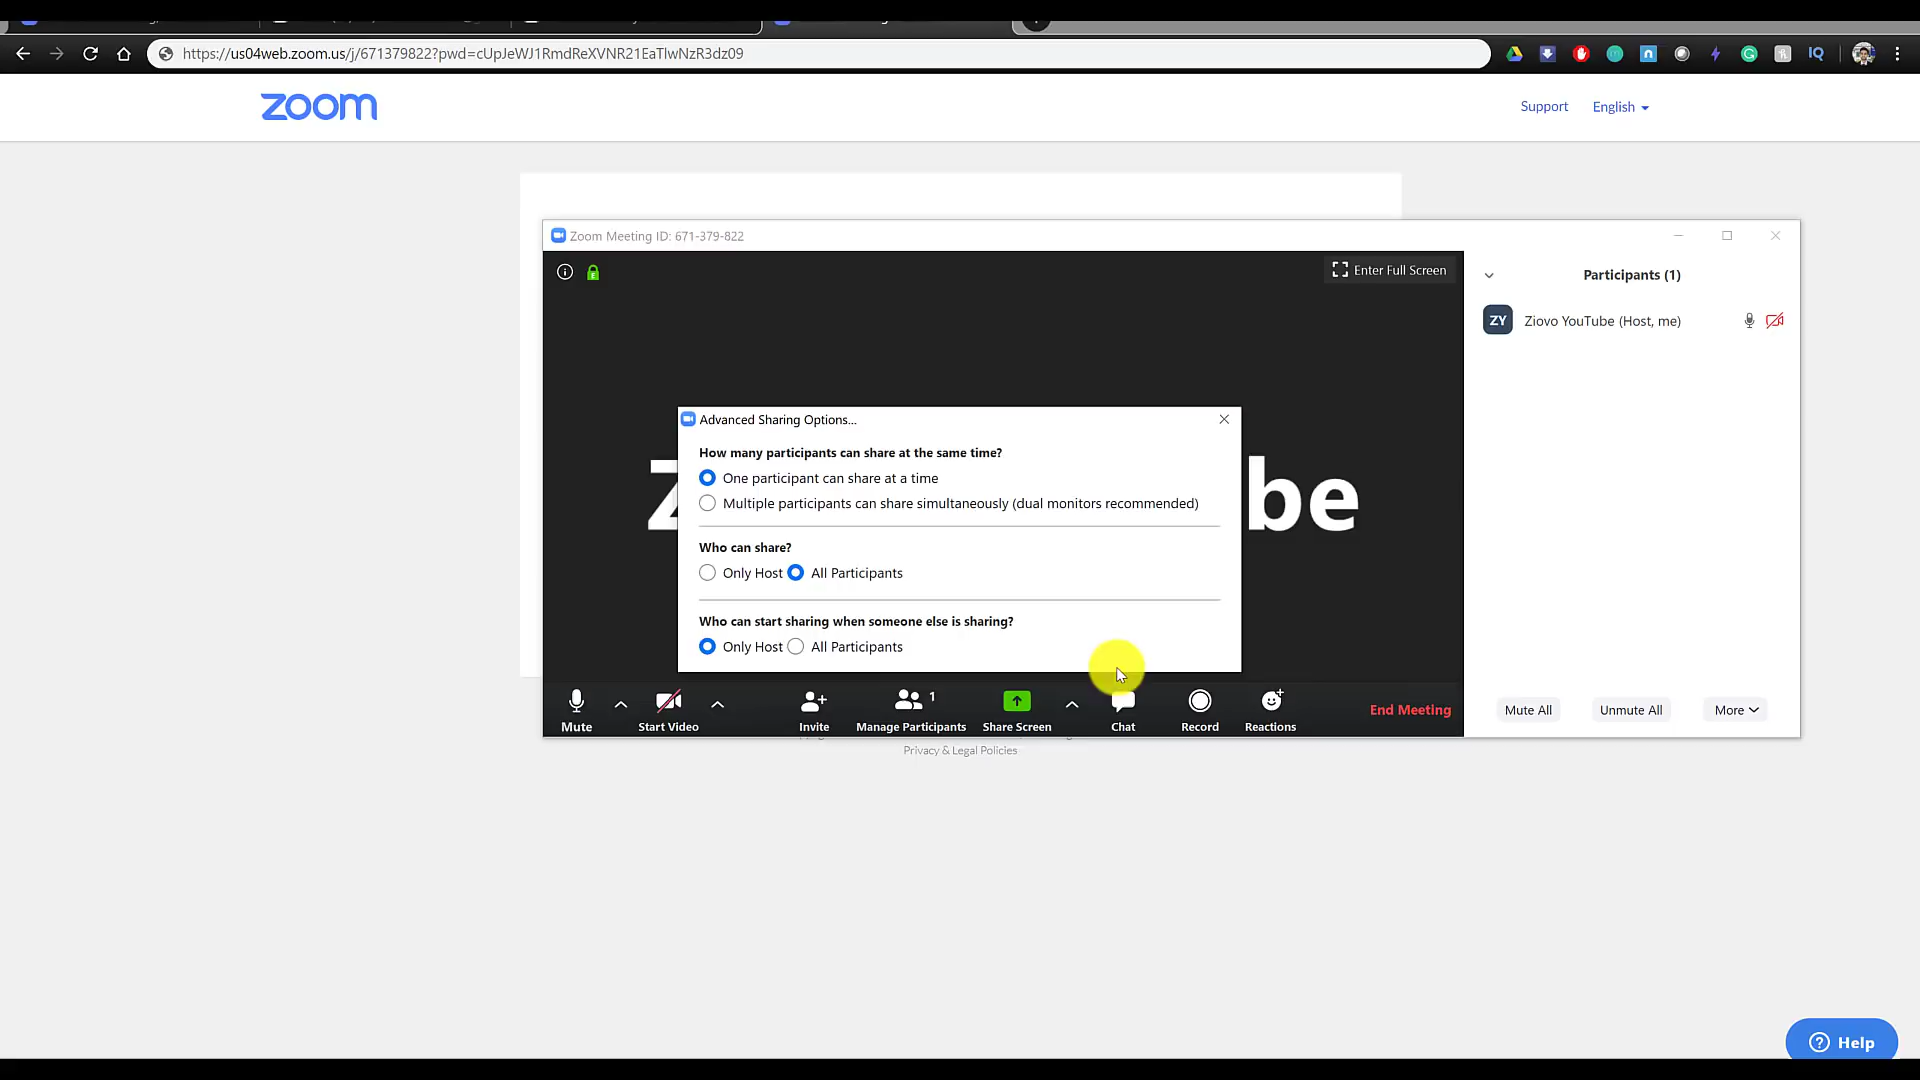 https://us04web.zoom.us/j/671379822?pwd=cUpJeWJ1RmdReXVNR21EaTlwNzR3dz09
IQ
zoom
Support English
Zoom Meeting ID: 671-379-822
Enter Full Screen
Participants (1)
ZY Ziovo YouTube (Host, me)
Advanced Sharing Options...
How many participants can share at the same time?
One participant can share at a time
Multiple participants can share simultaneously (dual monitors recommended)
Who can share?
Only Host All Participants
Who can start sharing when someone else is sharing?
Only Host All Participants
be
1
Mute Start Video Invite Manage Participants Share Screen Chat Record Reactions End Meeting
Mute All Unmute All More
Privacy & Legal Policies
Help